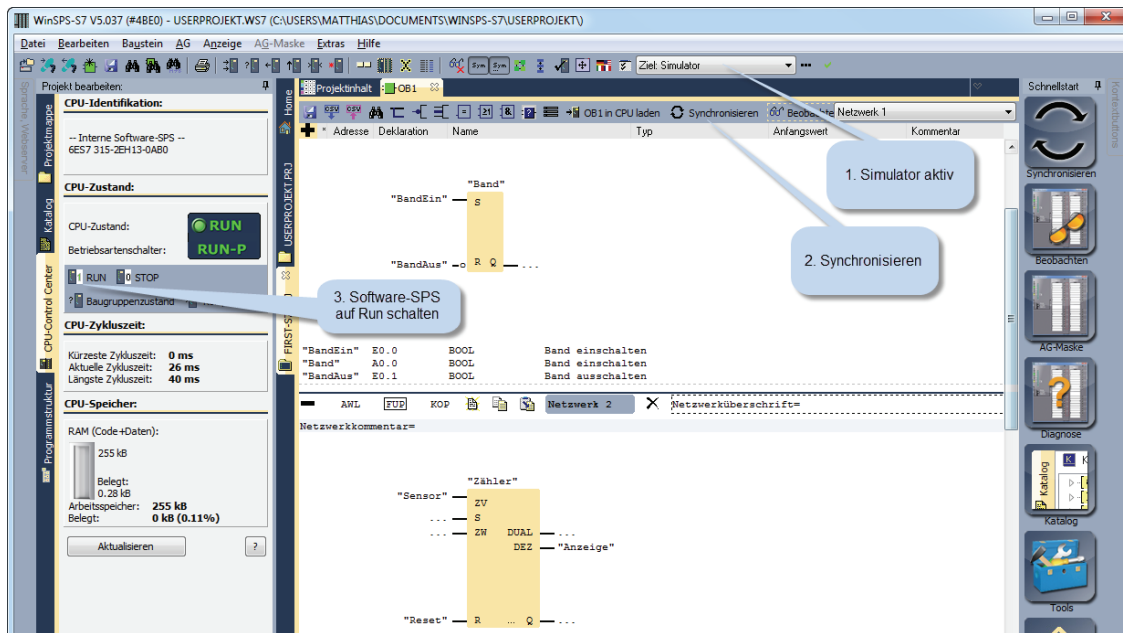 WinSPS-S7 V5.037 (#4BE0) - USERPROJEKT.WS7 (C:\USERS\MATTHIAS\DOCUMENTS\WINSPS-S7\USERPROJEKT\)
Datei Bearbeiten Baustein AG Anzeige AG-Maske Extras Hilfe
Ziel: Simulator
Sprache, Webserver
Projektmappe
Katalog
CPU-Control Center
Programmstruktur
Projekt bearbeiten:
CPU-Identifikation:
-- Interne Software-SPS --
6ES7 315-2EH13-0AB0
CPU-Zustand:
CPU-Zustand: RUN
Betriebsartenschalter: RUN-P
RUN STOP
Baugruppenzustand
CPU-Zykluszeit:
Kürzeste Zykluszeit: 0 ms
Aktuelle Zykluszeit: 26 ms
Längste Zykluszeit: 40 ms
CPU-Speicher:
RAM (Code+Daten):
255 kB
Belegt:
0.28 kB
Arbeitsspeicher: 255 kB
Belegt: 0 kB (0.11%)
Aktualisieren ?
Home
USERPROJEKT.PRJ
FIRST-S7
Projektinhalt OB1
OB1 in CPU laden Synchronisieren Beobachte Netzwerk 1
* Adresse Deklaration Name Typ Anfangswert Kommentar
"Band"
"BandEin" S
"BandAus" R Q ...
1. Simulator aktiv
2. Synchronisieren
3. Software-SPS
auf Run schalten
"BandEin" E0.0 BOOL Band einschalten
"Band" A0.0 BOOL Band einschalten
"BandAus" E0.1 BOOL Band ausschalten
AWL FUP KOP Netzwerk 2 Netzwerküberschrift=
Netzwerkkommentar=
"Zähler"
"Sensor" ZV
... S
... ZW DUAL ...
DEZ "Anzeige"
"Reset" R ... Q ...
Schnellstart
Synchronisieren
Beobachten
AG-Maske
Diagnose
Katalog
K K
Katalog
Tools
Kontextbuttons